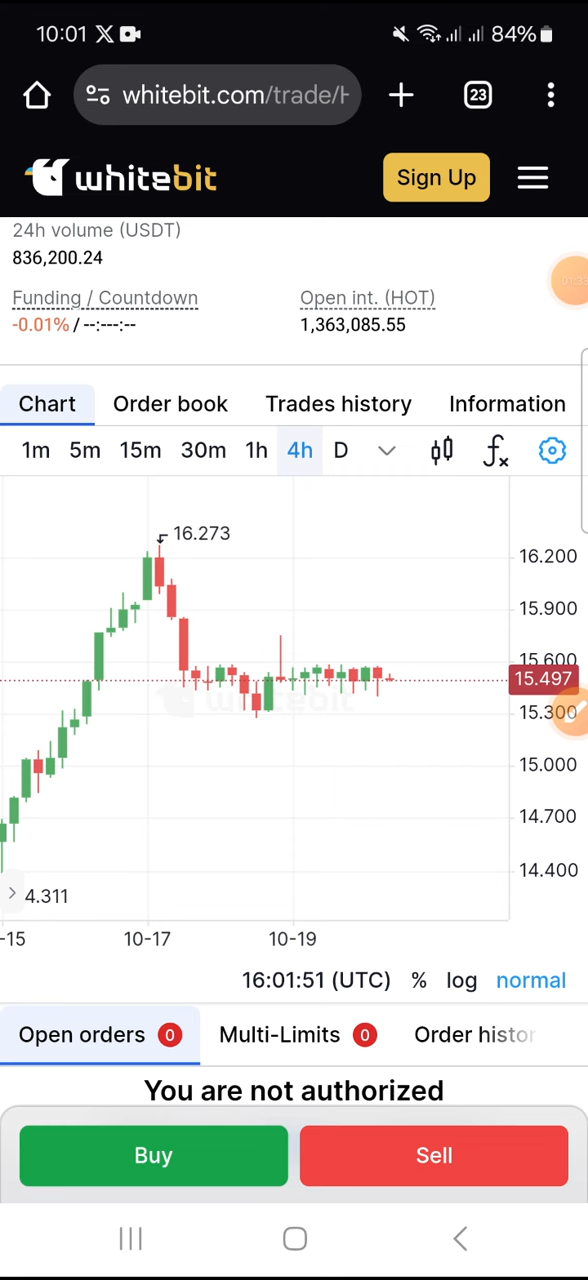 10:01 84%
whitebit.com/trade/H
23
whitebit Sign Up
24h volume (USDT)
836,200.24
Funding / Countdown Open int. (HOT)
-0.01% / --:---:-- 1,363,085.55
Chart Order book Trades history Information
1m 5m 15m 30m 1h 4h D
16.273
16.200
15.900
15.600
15.497
15.300
whitebit
15.000
14.700
14.400
4.311
-15 10-17 10-19
16:01:51 (UTC) % log normal
Open orders 0 Multi-Limits 0 Order histor
You are not authorized
Buy Sell